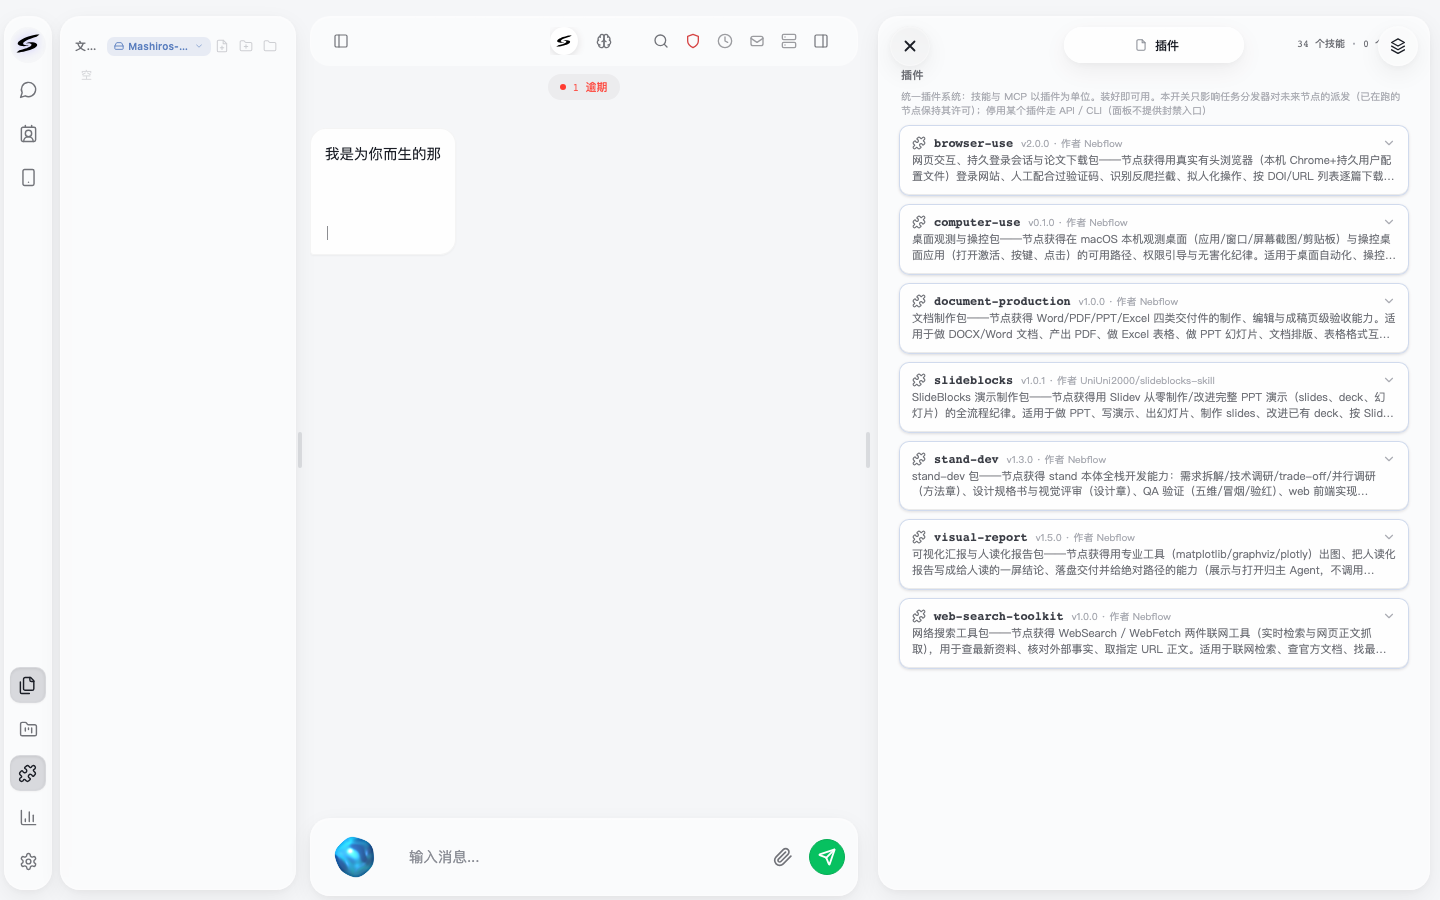 文...
Mashiros-...
空
1 逾期
我是为你而生的那
输入消息...
插件
34 个技能 · 0
插件
统一插件系统：技能与 MCP 以插件为单位。装好即可用。本开关只影响任务分发器对未来节点的派发（已在跑的
节点保持其许可）；停用某个插件走 API / CLI（面板不提供封禁入口）
browser-use v2.0.0 · 作者 Nebflow
网页交互、持久登录会话与论文下载包——节点获得用真实有头浏览器（本机 Chrome+持久用户配
置文件）登录网站、人工配合过验证码、识别反爬拦截、拟人化操作、按 DOI/URL 列表逐篇下载...
computer-use v0.1.0 · 作者 Nebflow
桌面观测与操控包——节点获得在 macOS 本机观测桌面（应用/窗口/屏幕截图/剪贴板）与操控桌
面应用（打开激活、按键、点击）的可用路径、权限引导与无害化纪律。适用于桌面自动化、操控...
document-production v1.0.0 · 作者 Nebflow
文档制作包——节点获得 Word/PDF/PPT/Excel 四类交付件的制作、编辑与成稿页级验收能力。适
用于做 DOCX/Word 文档、产出 PDF、做 Excel 表格、做 PPT 幻灯片、文档排版、表格格式互...
slideblocks v1.0.1 · 作者 UniUni2000/slideblocks-skill
SlideBlocks 演示制作包——节点获得用 Slidev 从零制作/改进完整 PPT 演示（slides、deck、幻
灯片）的全流程纪律。适用于做 PPT、写演示、出幻灯片、制作 slides、改进已有 deck、按 Slid...
stand-dev v1.3.0 · 作者 Nebflow
stand-dev 包——节点获得 stand 本体全栈开发能力：需求拆解/技术调研/trade-off/并行调研
（方法章）、设计规格书与视觉评审（设计章）、QA 验证（五维/冒烟/验红）、web 前端实现...
visual-report v1.5.0 · 作者 Nebflow
可视化汇报与人读化报告包——节点获得用专业工具（matplotlib/graphviz/plotly）出图、把人读化
报告写成给人读的一屏结论、落盘交付并给绝对路径的能力（展示与打开归主 Agent，不调用...
web-search-toolkit v1.0.0 · 作者 Nebflow
网络搜索工具包——节点获得 WebSearch / WebFetch 两件联网工具（实时检索与网页正文抓
取），用于查最新资料、核对外部事实、取指定 URL 正文。适用于联网检索、查官方文档、找最...